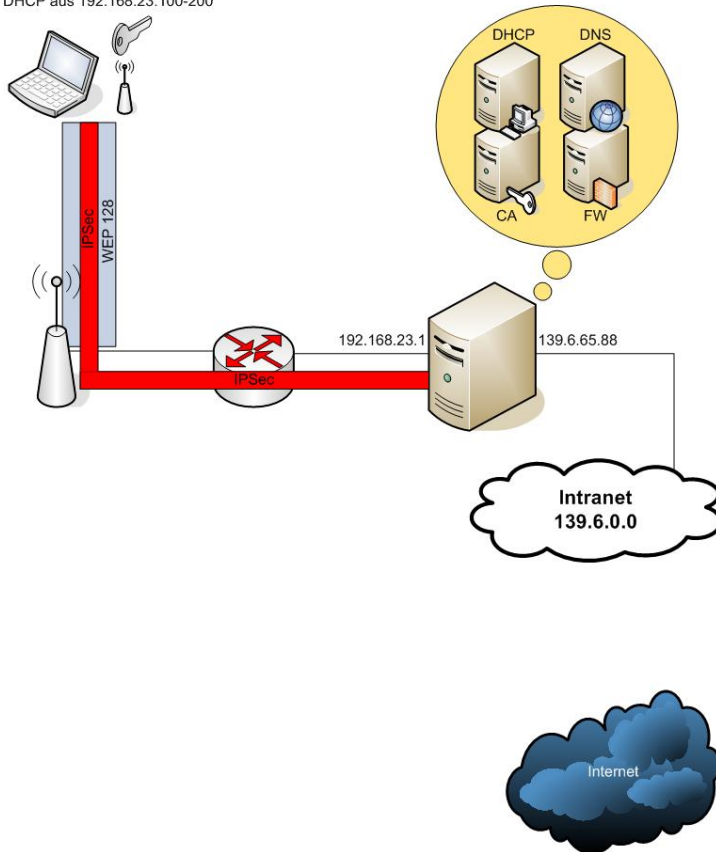 DHCP aus 192.168.23.100-200
DHCP
DNS
CA
FW
IPSec
WEP 128
192.168.23.1
139.6.65.88
IPSec
Intranet
139.6.0.0
Internet